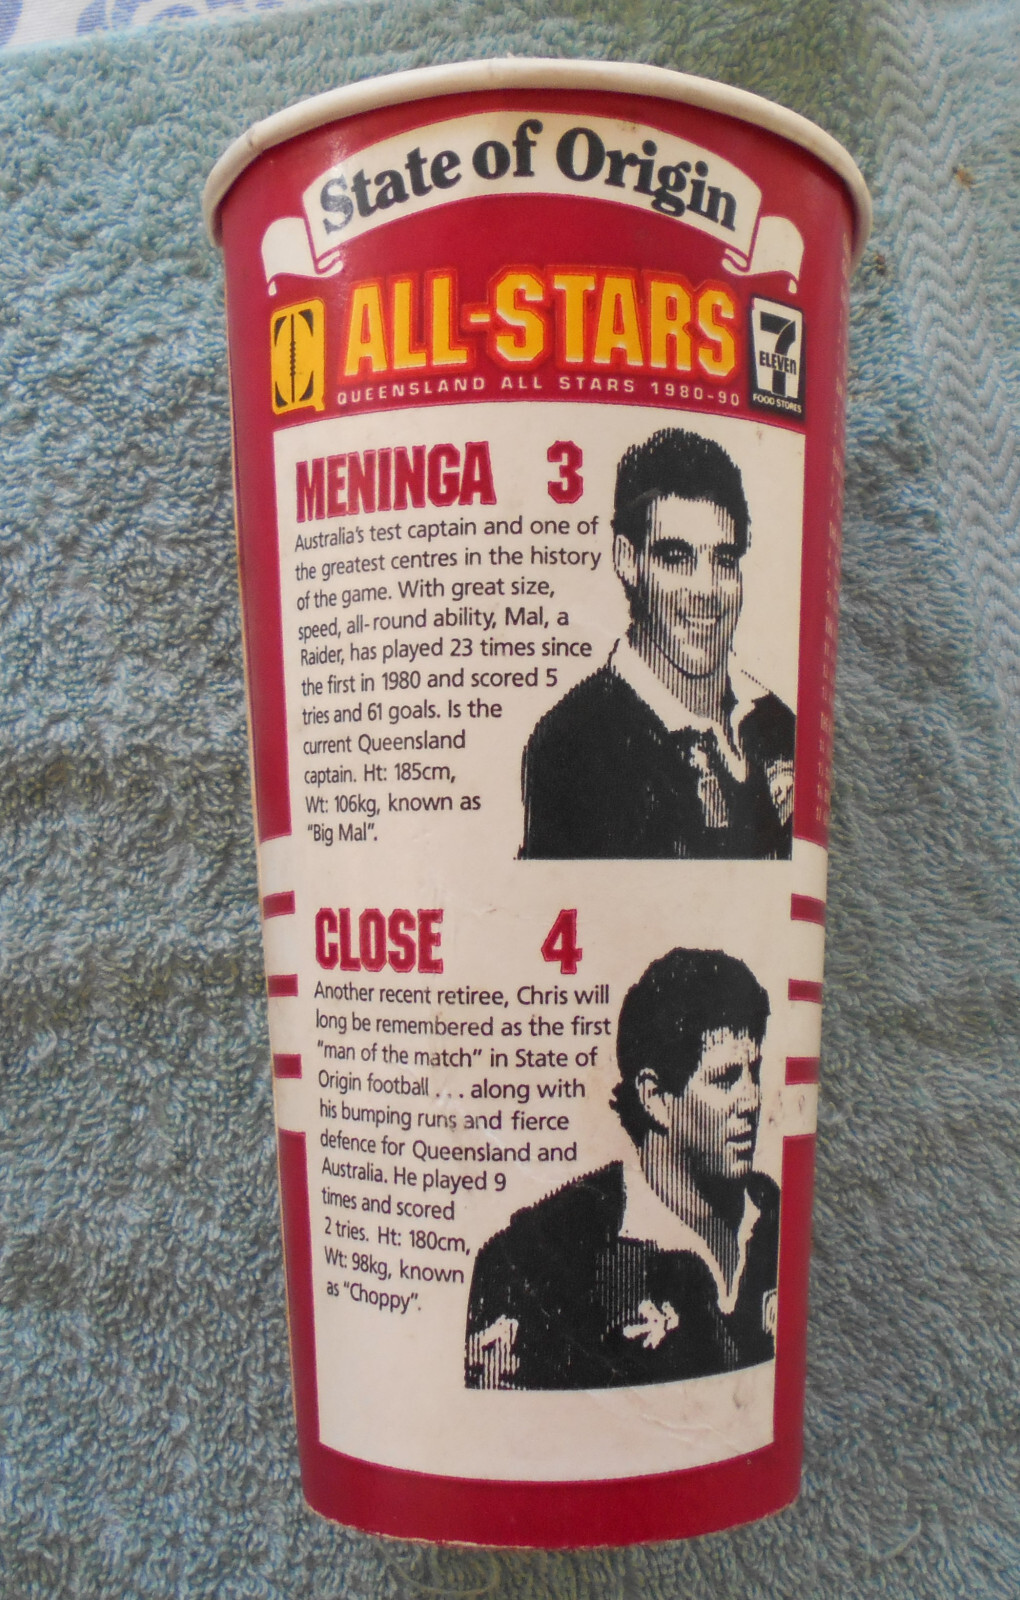 State of Origin
ALL-STARS
QUEENSLAND ALL STARS 1980-90
7
ELEVEN
FOOD STORES
MENINGA 3
Australia's test captain and one of
the greatest centres in the history
of the game. With great size,
speed, all-round ability, Mal, a
Raider, has played 23 times since
the first in 1980 and scored 5
tries and 61 goals. Is the
current Queensland
captain. Ht: 185cm,
Wt: 106kg, known as
"Big Mal".
CLOSE 4
Another recent retiree, Chris will
long be remembered as the first
"man of the match" in State of
Origin football . . . along with
his bumping runs and fierce
defence for Queensland and
Australia. He played 9
times and scored
2 tries. Ht: 180cm,
Wt: 98kg, known
as "Choppy".